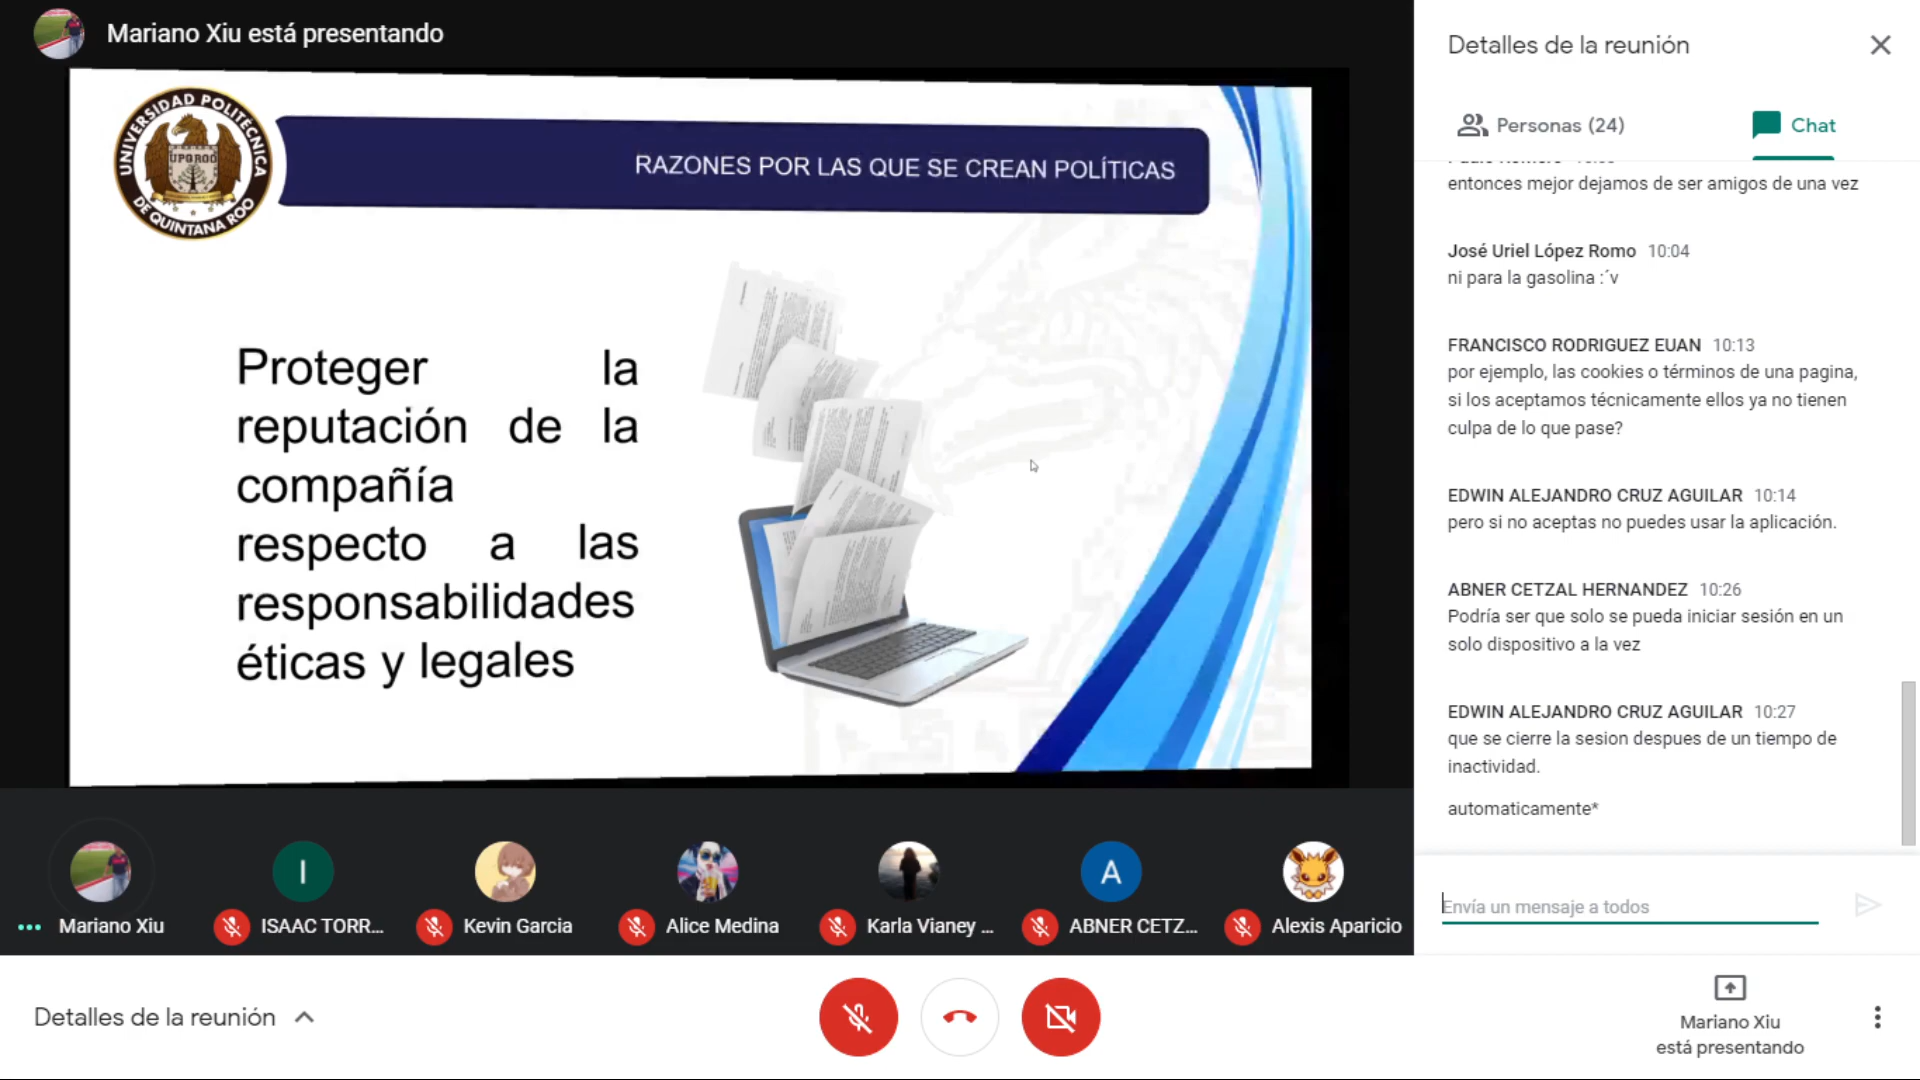 Mariano Xiu está presentando
UNIVERSIDAD POLITÉCNICA
UPQROO
DE QUINTANA ROO
RAZONES POR LAS QUE SE CREAN POLÍTICAS
Proteger la
reputación de la
compañía
respecto a las
responsabilidades
éticas y legales
Mariano Xiu
I
ISAAC TORR...
Kevin Garcia
Alice Medina
Karla Vianey ...
A
ABNER CETZ...
Alexis Aparicio
Detalles de la reunión
Personas (24)
Chat
entonces mejor dejamos de ser amigos de una vez
José Uriel López Romo 10:04
ni para la gasolina :´v
FRANCISCO RODRIGUEZ EUAN 10:13
por ejemplo, las cookies o términos de una pagina,
si los aceptamos técnicamente ellos ya no tienen
culpa de lo que pase?
EDWIN ALEJANDRO CRUZ AGUILAR 10:14
pero si no aceptas no puedes usar la aplicación.
ABNER CETZAL HERNANDEZ 10:26
Podría ser que solo se pueda iniciar sesión en un
solo dispositivo a la vez
EDWIN ALEJANDRO CRUZ AGUILAR 10:27
que se cierre la sesion despues de un tiempo de
inactividad.
automaticamente*
Envía un mensaje a todos
Detalles de la reunión
Mariano Xiu
está presentando